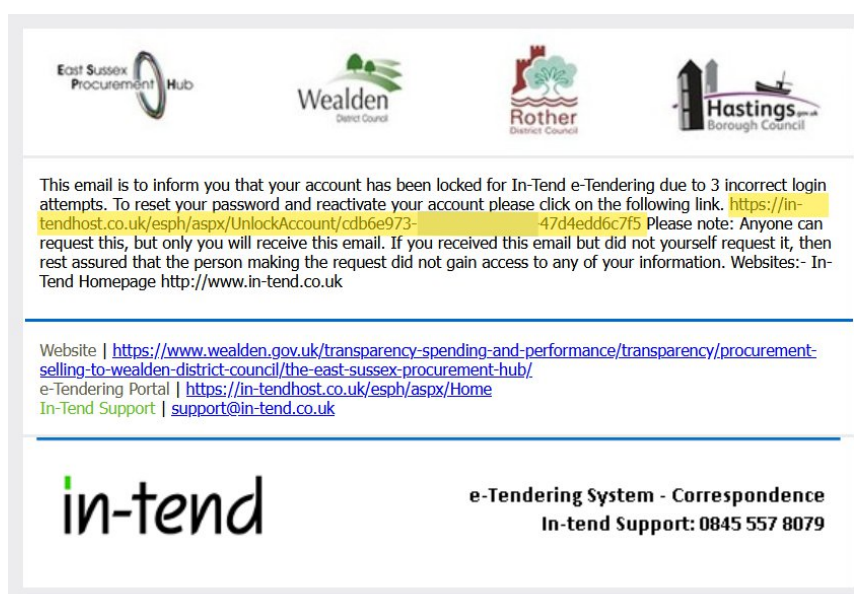 East Sussex
Procurement Hub
Wealden
District Council
Rother
District Council
Hastings.gov.uk
Borough Council
This email is to inform you that your account has been locked for In-Tend e-Tendering due to 3 incorrect login
attempts. To reset your password and reactivate your account please click on the following link. https://in-
tendhost.co.uk/esph/aspx/UnlockAccount/cdb6e973- -47d4edd6c7f5 Please note: Anyone can
request this, but only you will receive this email. If you received this email but did not yourself request it, then
rest assured that the person making the request did not gain access to any of your information. Websites:- In-
Tend Homepage http://www.in-tend.co.uk
Website | https://www.wealden.gov.uk/transparency-spending-and-performance/transparency/procurement-
selling-to-wealden-district-council/the-east-sussex-procurement-hub/
e-Tendering Portal | https://in-tendhost.co.uk/esph/aspx/Home
In-Tend Support | support@in-tend.co.uk
in-tend
e-Tendering System - Correspondence
In-tend Support: 0845 557 8079